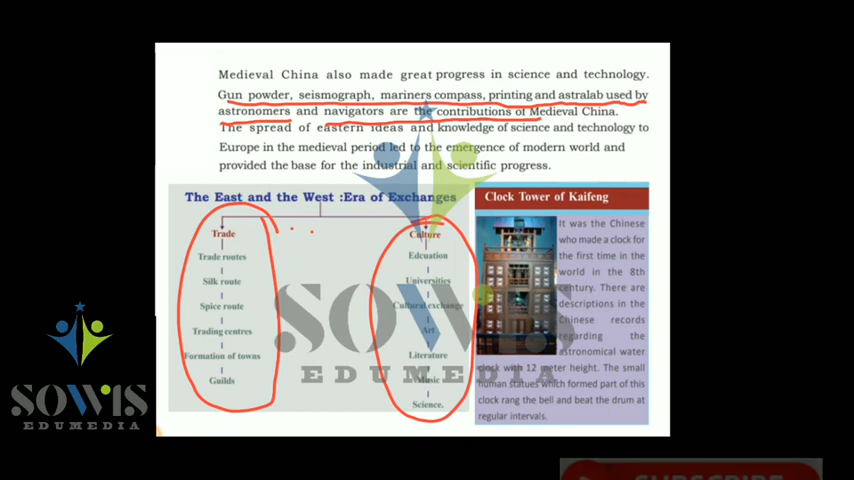 Medieval China also made great progress in science and technology.
Gun powder, seismograph, mariners compass, printing and astralab used by
astronomers and navigators are the contributions of Medieval China.
The spread of eastern ideas and knowledge of science and technology to
Europe in the medieval period led to the emergence of modern world and
provided the base for the industrial and scientific progress.
The East and the West :Era of Exchanges
Trade
Trade routes
Silk route
Spice route
Trading centres
Formation of towns
Guilds
Culture
Edcuation
Universities
Cultural exchange
Art
Literature
Music
Science.
Clock Tower of Kaifeng
It was the Chinese
who made a clock for
the first time in the
world in the 8th
century. There are
descriptions in the
Chinese records
regarding the
astronomical water
clock with 12 meter height. The small
human statues which formed part of this
clock rang the bell and beat the drum at
regular intervals.
SOWIS
EDUMEDIA
SOWIS
EDUMEDIA
SUBSCRIBE